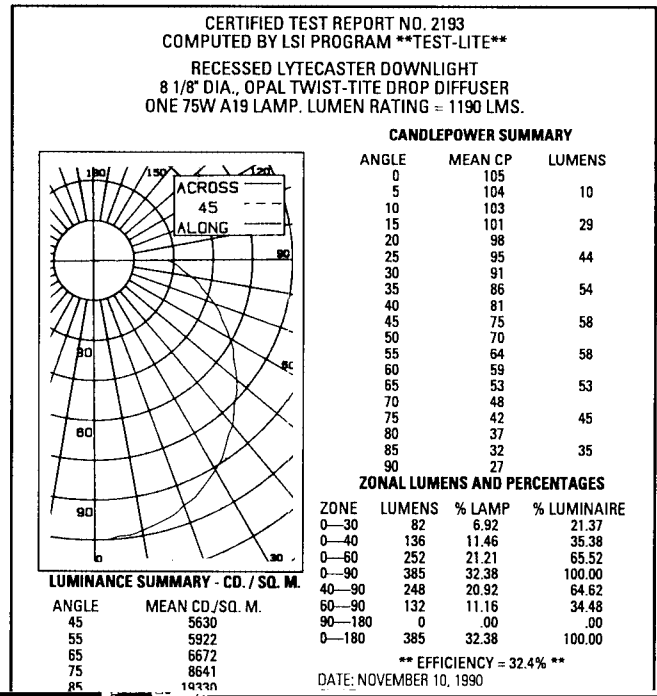 CERTIFIED TEST REPORT NO. 2193
COMPUTED BY LSI PROGRAM **TEST-LITE**
RECESSED LYTECASTER DOWNLIGHT
8 1/8" DIA., OPAL TWIST-TITE DROP DIFFUSER
ONE 75W A19 LAMP. LUMEN RATING = 1190 LMS.
180 150 120
ACROSS
45
ALONG
90
60
30
60
90
0 30
CANDLEPOWER SUMMARY
ANGLE MEAN CP LUMENS
0 105
5 104 10
10 103
15 101 29
20 98
25 95 44
30 91
35 86 54
40 81
45 75 58
50 70
55 64 58
60 59
65 53 53
70 48
75 42 45
80 37
85 32 35
90 27
ZONAL LUMENS AND PERCENTAGES
ZONE LUMENS % LAMP % LUMINAIRE
0—30 82 6.92 21.37
0—40 136 11.46 35.38
0—60 252 21.21 65.52
0—90 385 32.38 100.00
40—90 248 20.92 64.62
60—90 132 11.16 34.48
90—180 0 .00 .00
0—180 385 32.38 100.00
** EFFICIENCY = 32.4% **
DATE: NOVEMBER 10, 1990
LUMINANCE SUMMARY - CD. / SQ. M.
ANGLE MEAN CD./SQ. M.
45 5630
55 5922
65 6672
75 8641
85 19330